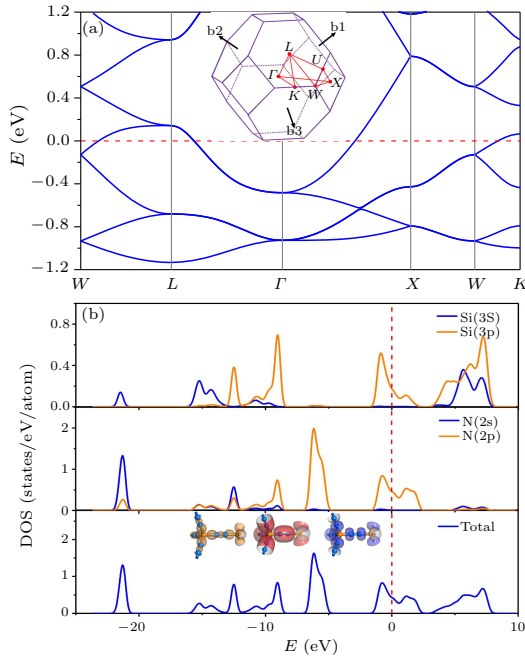 (a)
1.2
0.8
0.4
0.0
−0.4
−0.8
−1.2
E (eV)
b2
b1
L
U
Γ
X
K
W
b3
W L Γ X W K
(b)
Si(3S)
Si(3p)
0.8
0.4
0
N(2s)
N(2p)
2
1
0
Total
2
1
0
DOS (states/eV/atom)
−20 −10 0 10
E (eV)